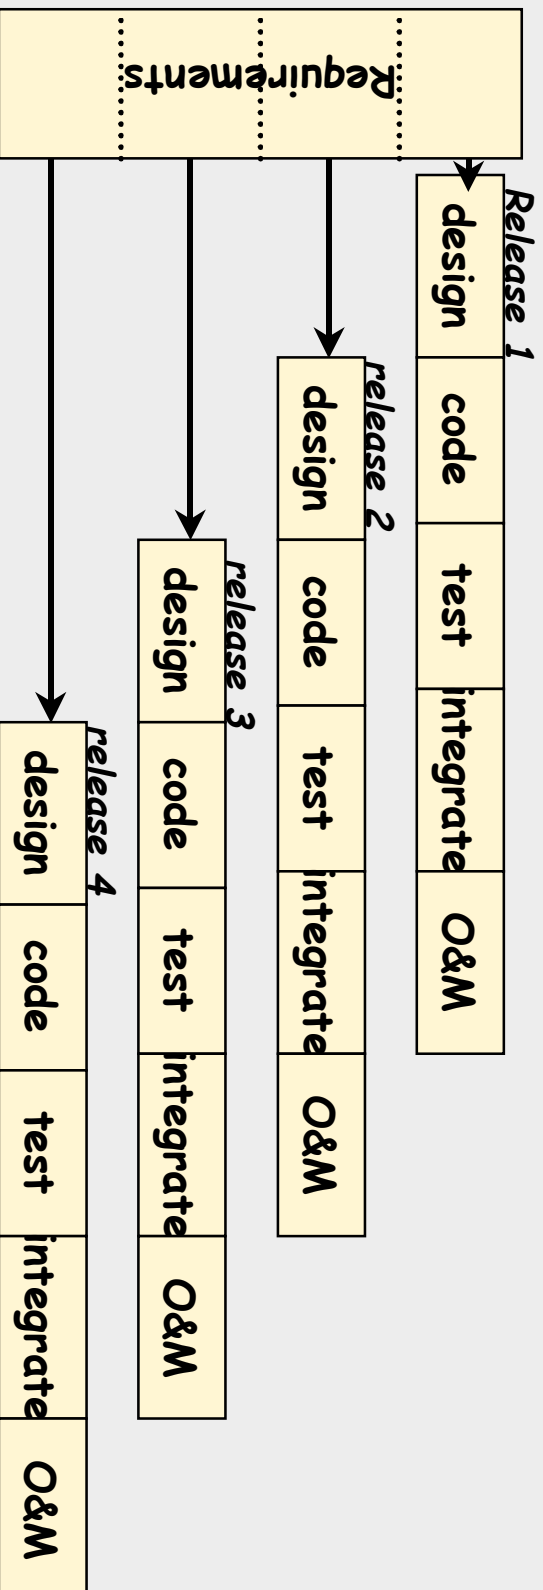 Requirements
Release 1
design
code
test
integrate
O&M
release 2
design
code
test
integrate
O&M
release 3
design
code
test
integrate
O&M
release 4
design
code
test
integrate
O&M